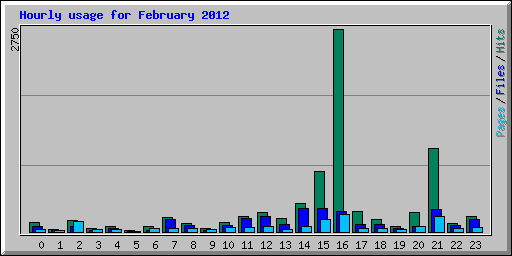 Hourly usage for February 2012
2750
Pages / Files / Hits
0 1 2 3 4 5 6 7 8 9 10 11 12 13 14 15 16 17 18 19 20 21 22 23